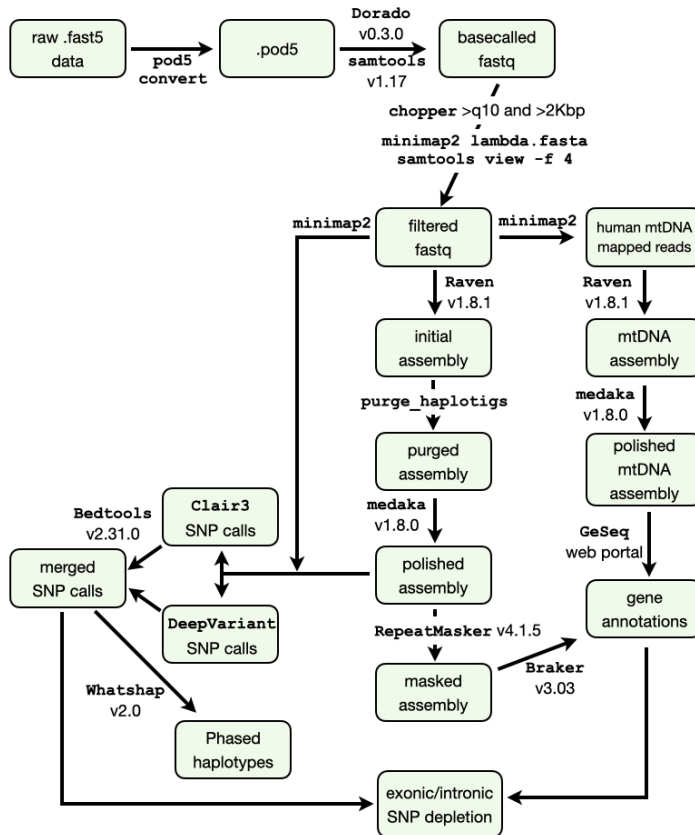 raw .fast5
data
pod5
convert
.pod5
Dorado
v0.3.0
samtools
v1.17
basecalled
fastq
chopper >q10 and >2Kbp
minimap2 lambda.fasta
samtools view -f 4
minimap2
filtered
fastq
minimap2
human mtDNA
mapped reads
Raven
v1.8.1
Raven
v1.8.1
initial
assembly
mtDNA
assembly
purge_haplotigs
medaka
v1.8.0
purged
assembly
polished
mtDNA
assembly
medaka
v1.8.0
GeSeq
web portal
Bedtools
v2.31.0
Clair3
SNP calls
merged
SNP calls
polished
assembly
gene
annotations
DeepVariant
SNP calls
RepeatMasker v4.1.5
Braker
v3.03
masked
assembly
Whatshap
v2.0
Phased
haplotypes
exonic/intronic
SNP depletion